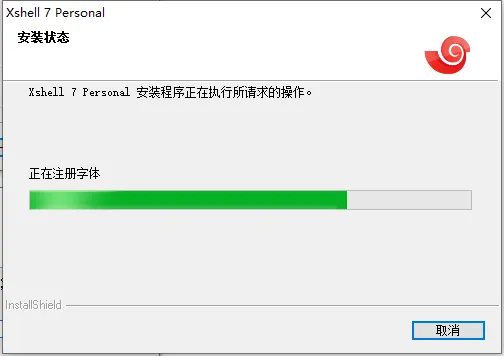 Xshell 7 Personal
安装状态
Xshell 7 Personal 安装程序正在执行所请求的操作。
正在注册字体
InstallShield
取消